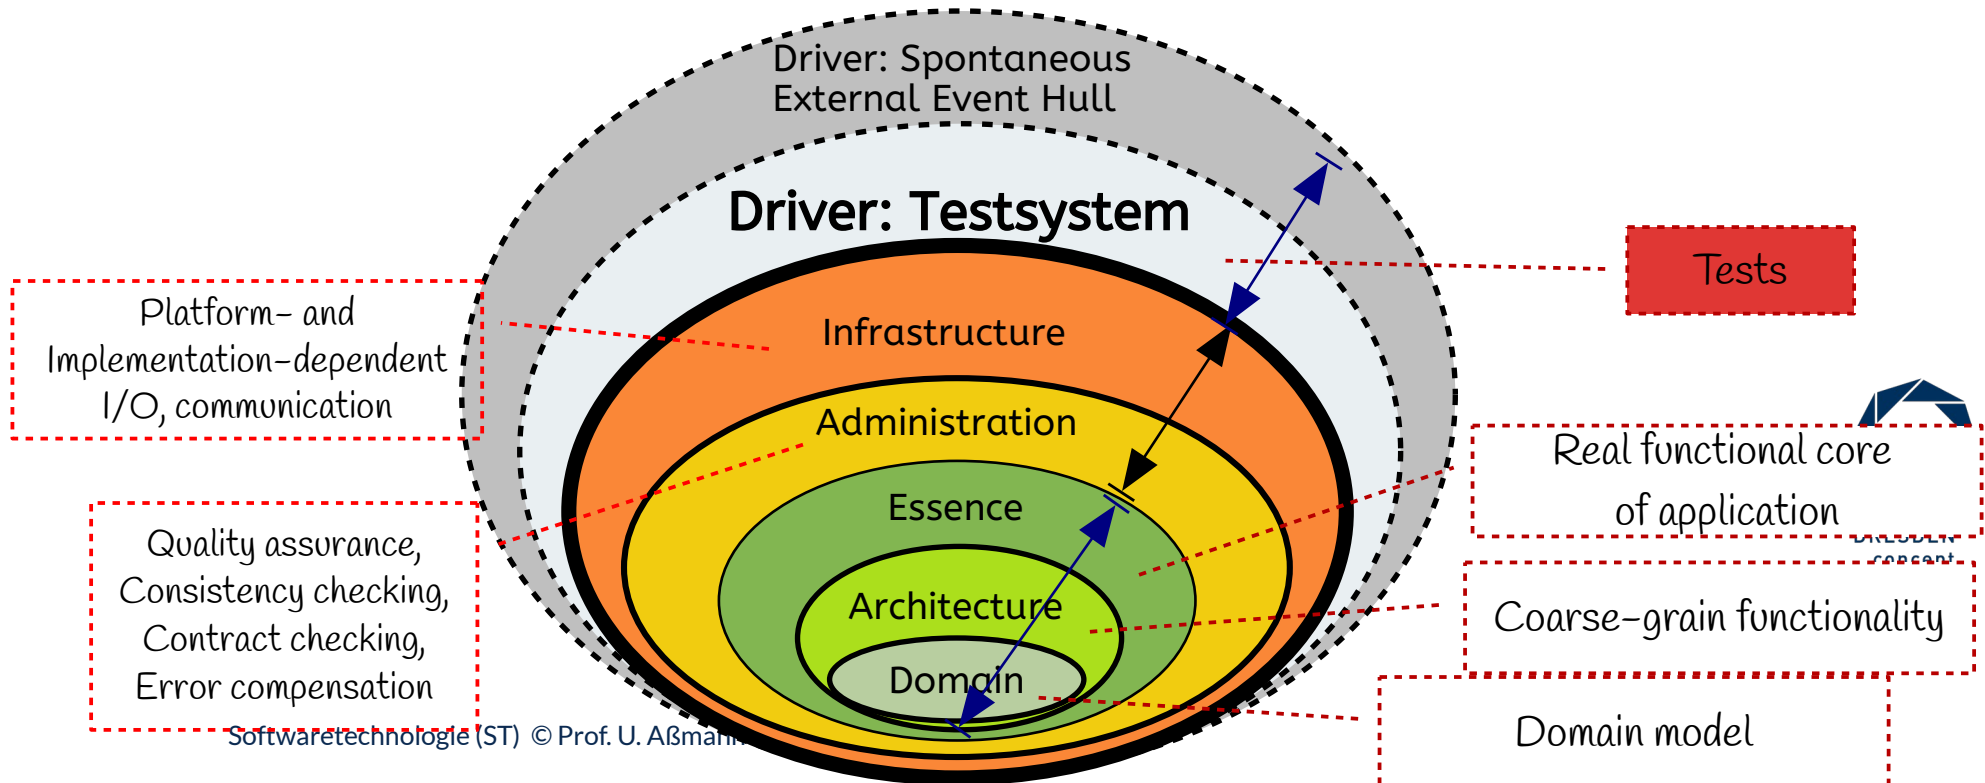 Driver: Spontaneous
External Event Hull
Driver: Testsystem
Tests
Platform- and
Implementation-dependent
I/O, communication
Infrastructure
Administration
Real functional core
of application
Essence
Quality assurance,
Consistency checking,
Contract checking,
Error compensation
concept
Architecture
Coarse-grain functionality
Domain
Domain model
Softwaretechnologie (ST) © Prof. U. Aßmann